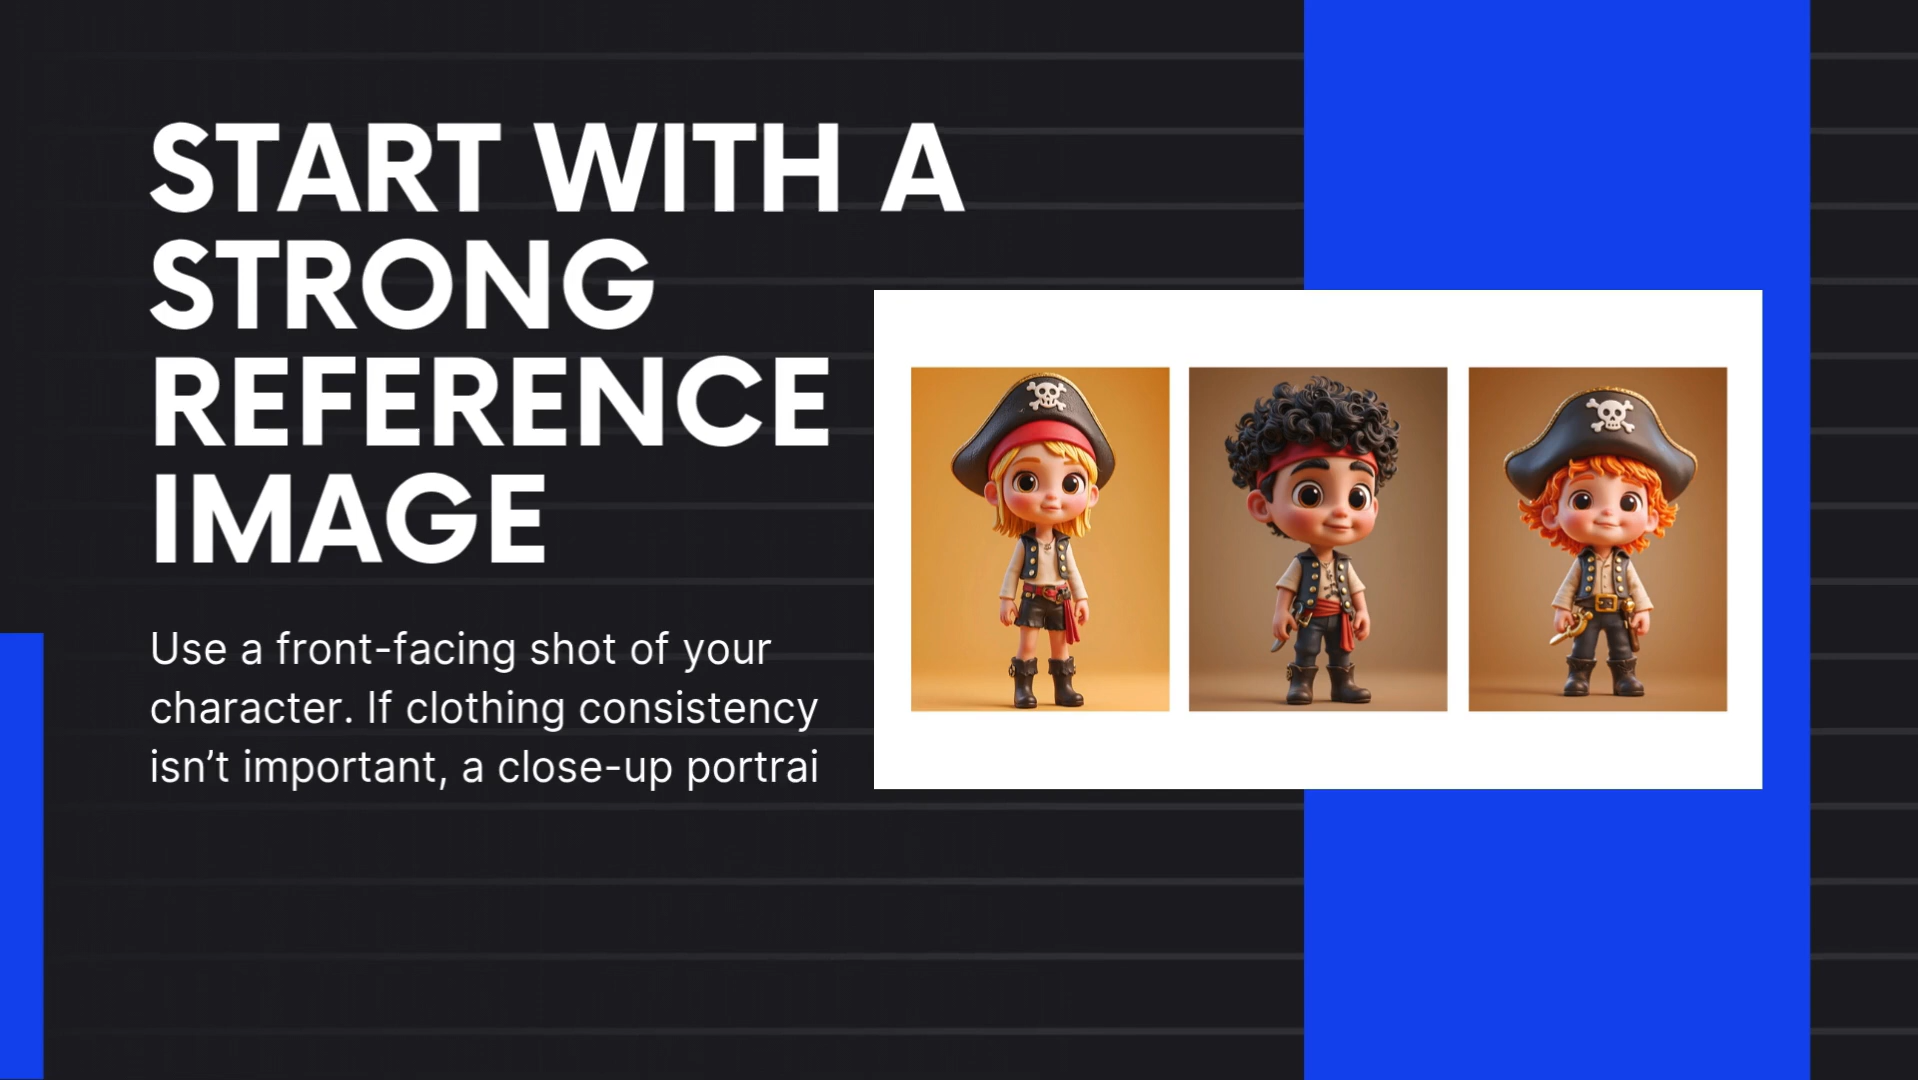 START WITH A
STRONG
REFERENCE
IMAGE
Use a front-facing shot of your
character. If clothing consistency
isn’t important, a close-up portrai